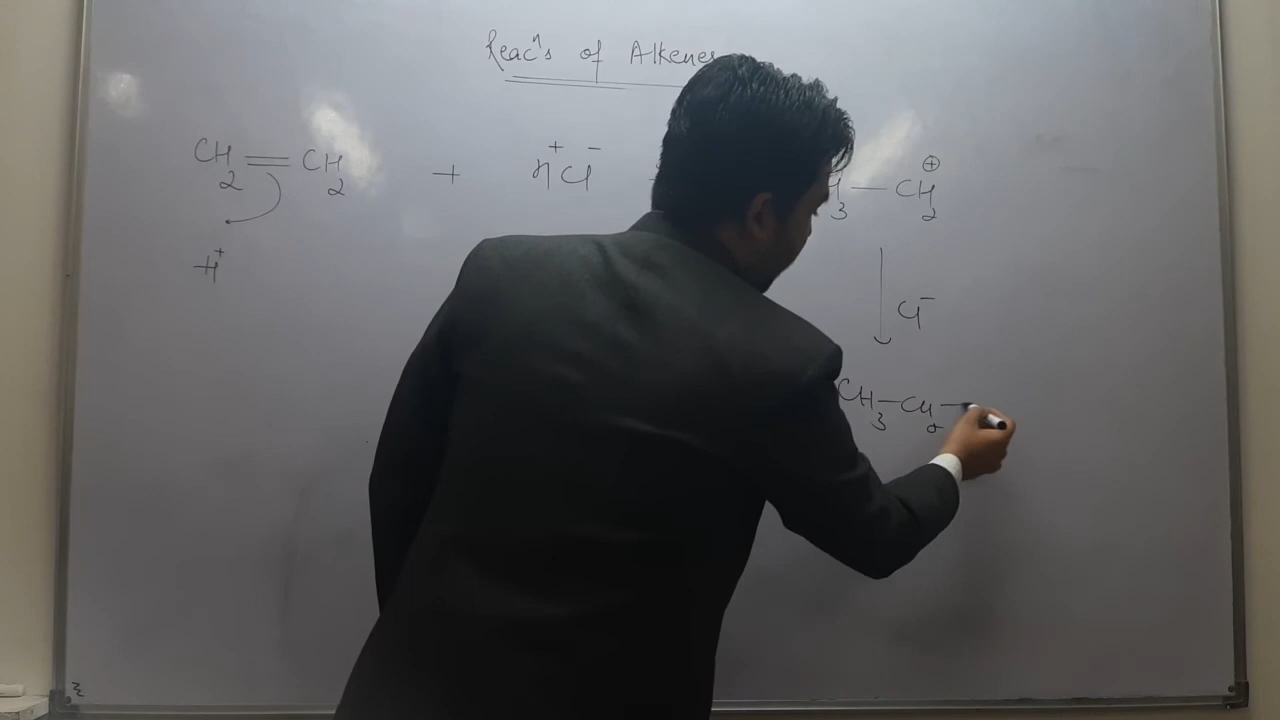 Reacⁿs of Alkenes
CH₂ = CH₂ + H⁺Cl⁻
H₃ — CH₂⊕
H⁺
Cl⁻
CH₃ — CH₂ —